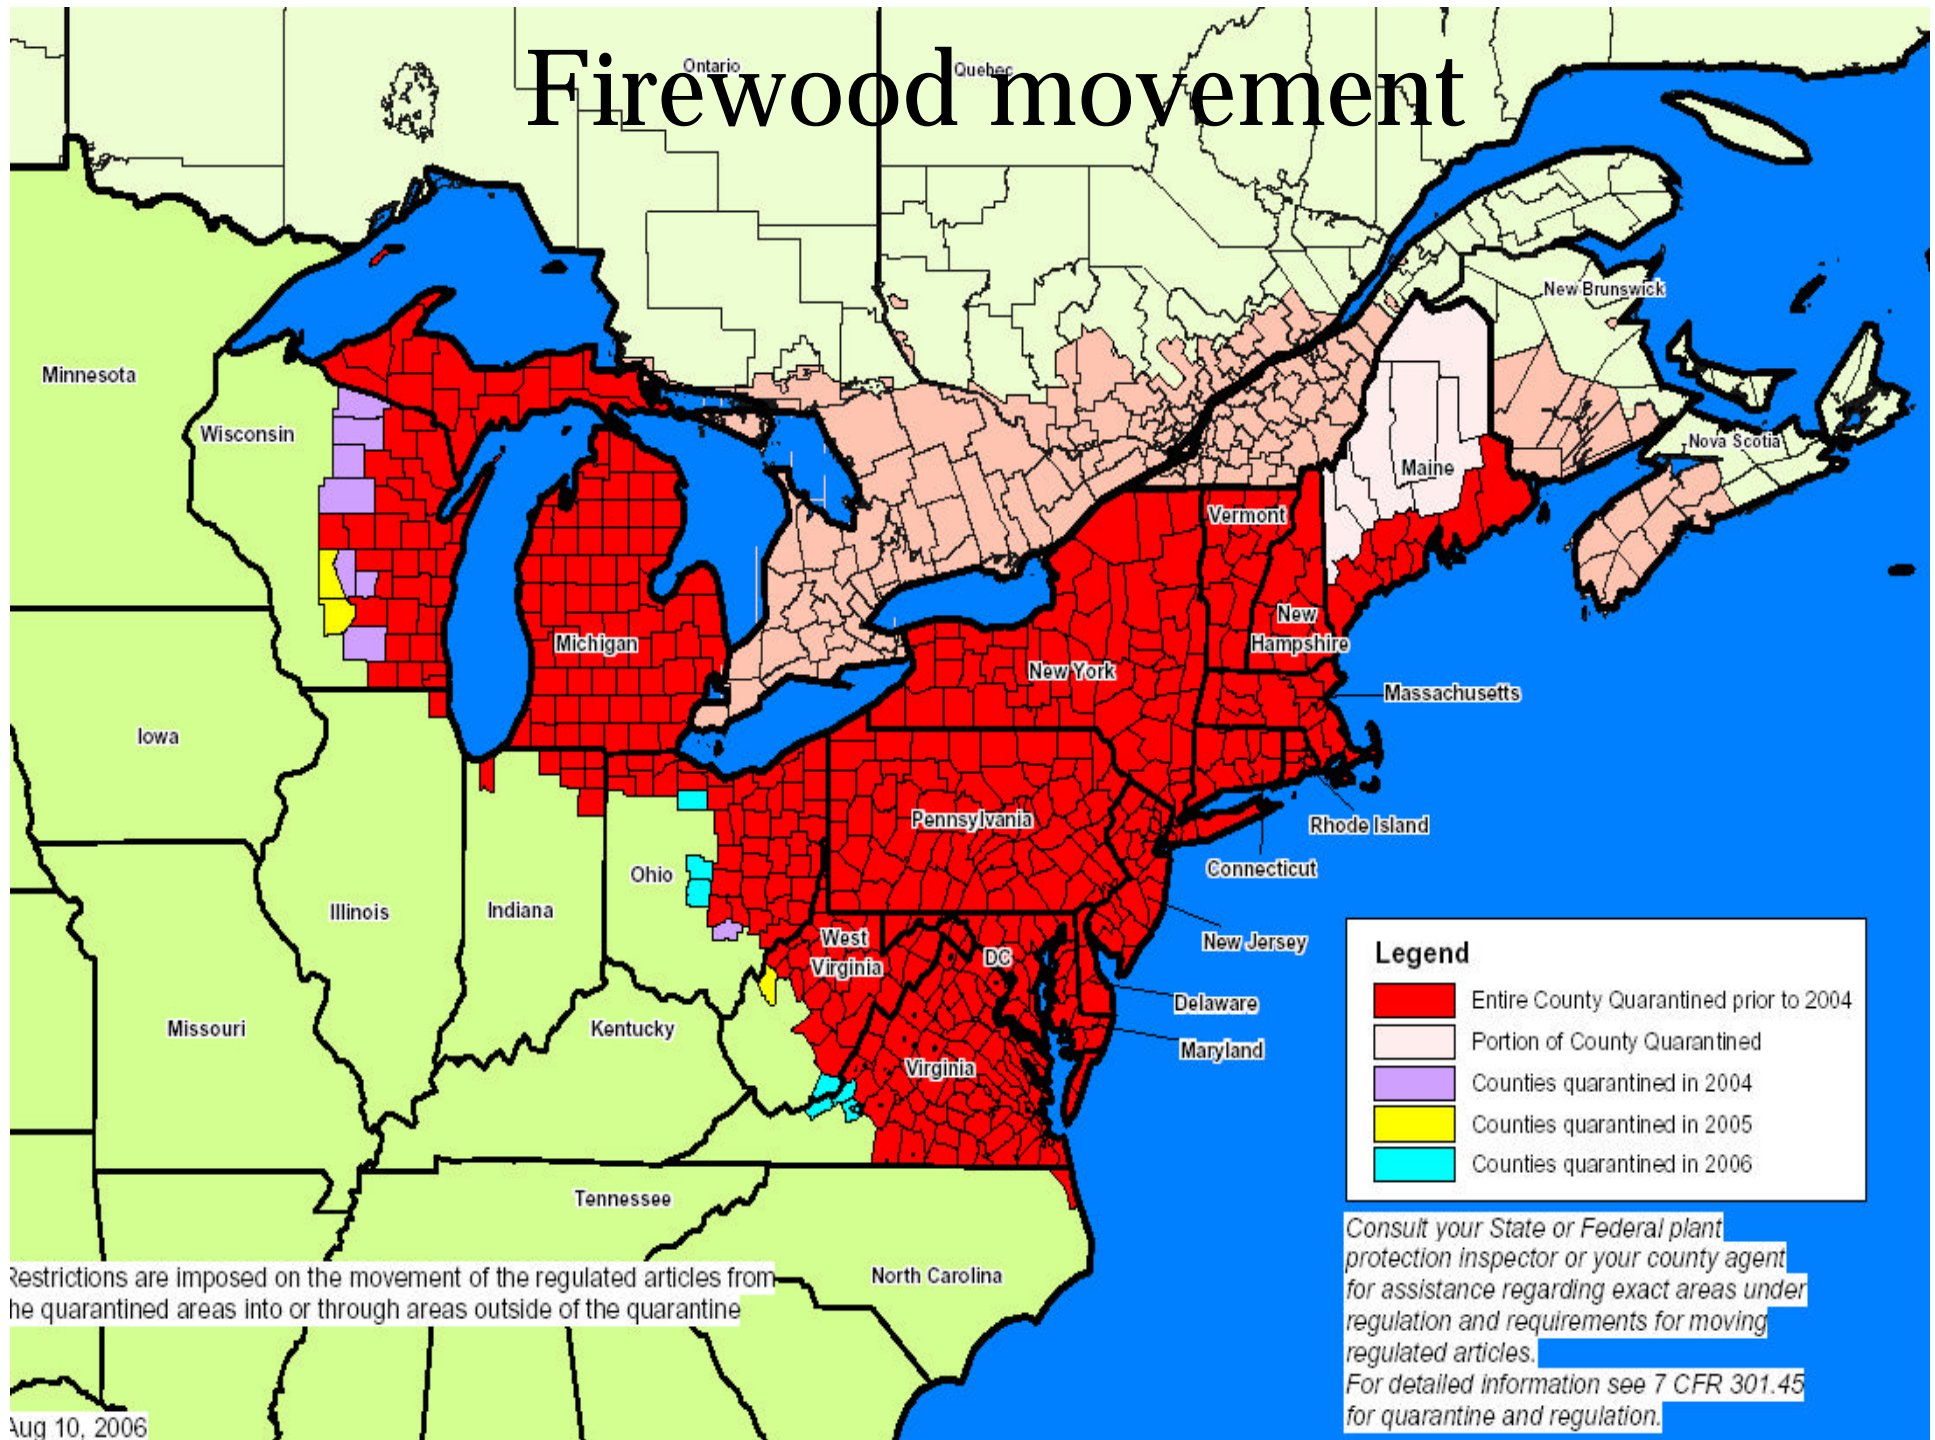 Firewood movement
Ontario
Quebec
New Brunswick
Minnesota
Wisconsin
Nova Scotia
Maine
Vermont
New
Hampshire
Michigan
New York
Massachusetts
Iowa
Pennsylvania
Rhode Island
Connecticut
Ohio
Illinois
Indiana
West
Virginia
DC
New Jersey
Delaware
Missouri
Kentucky
Maryland
Virginia
Tennessee
North Carolina
Legend
Entire County Quarantined prior to 2004
Portion of County Quarantined
Counties quarantined in 2004
Counties quarantined in 2005
Counties quarantined in 2006
Consult your State or Federal plant
protection inspector or your county agent
for assistance regarding exact areas under
regulation and requirements for moving
regulated articles.
For detailed information see 7 CFR 301.45
for quarantine and regulation.
Restrictions are imposed on the movement of the regulated articles from
he quarantined areas into or through areas outside of the quarantine
Aug 10, 2006